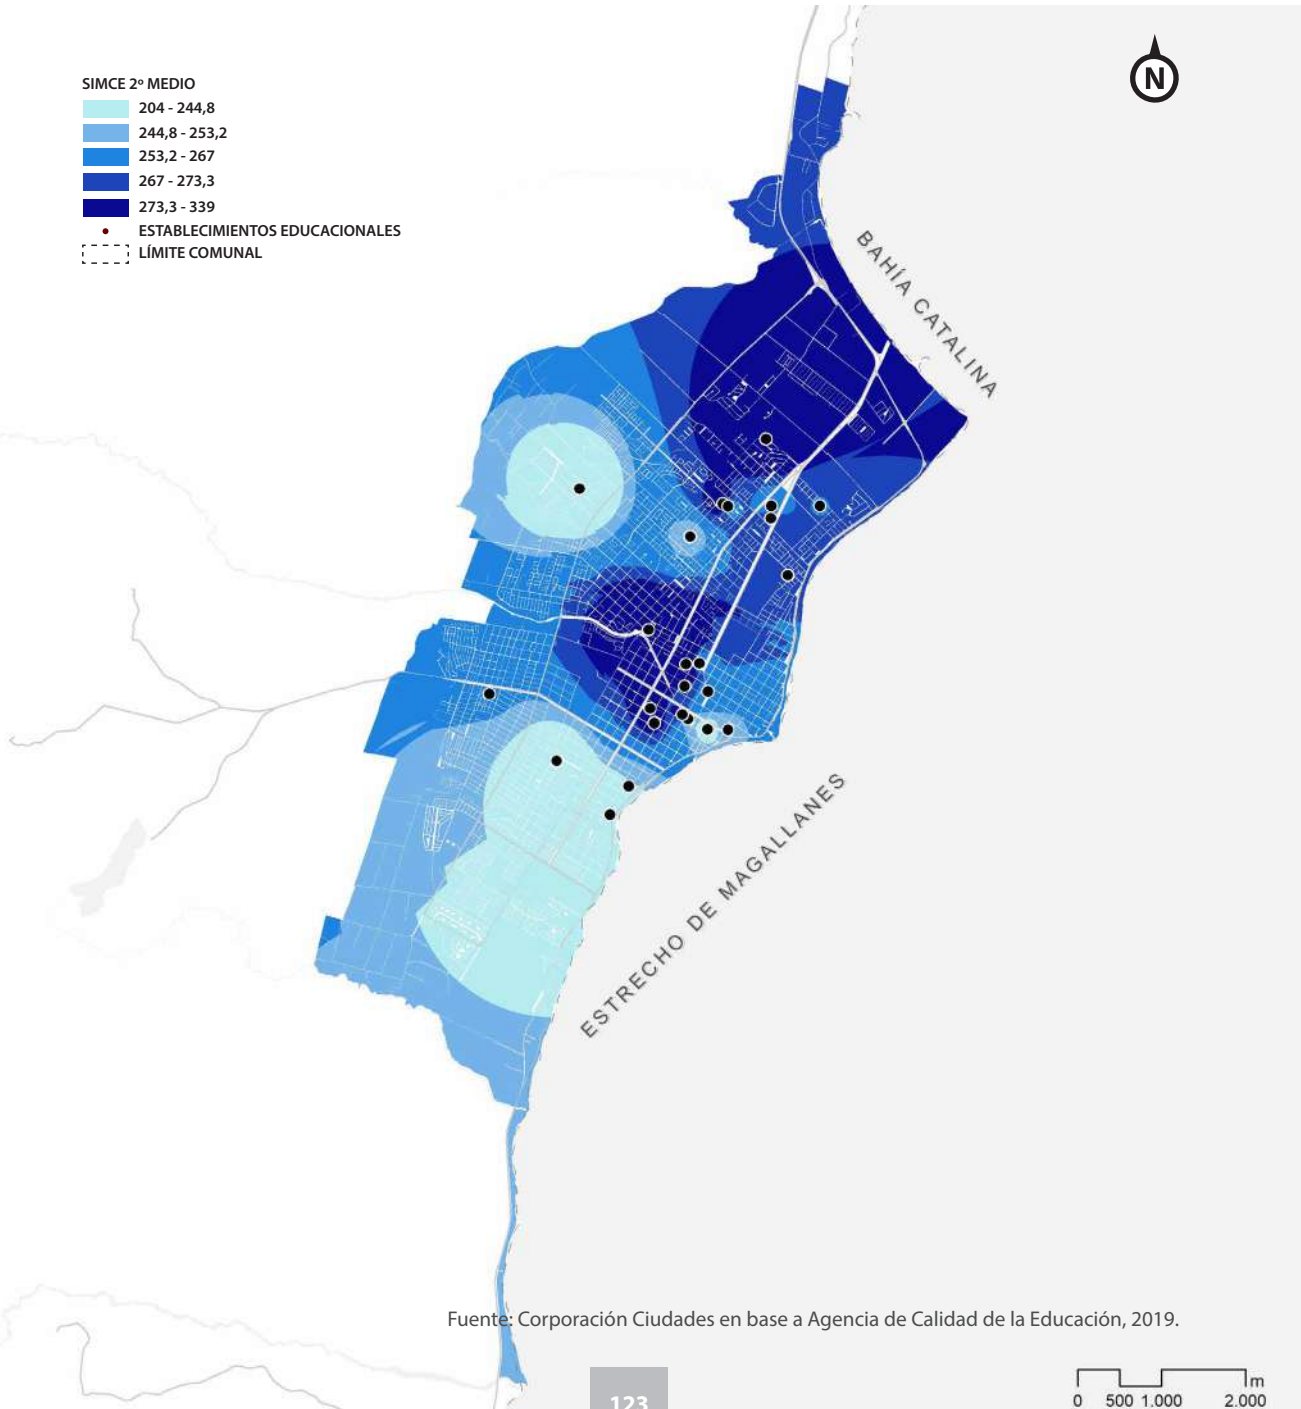 N
SIMCE 2º MEDIO
204 - 244,8
244,8 - 253,2
253,2 - 267
267 - 273,3
273,3 - 339
ESTABLECIMIENTOS EDUCACIONALES
LÍMITE COMUNAL
BAHÍA CATALINA
ESTRECHO DE MAGALLANES
Fuente: Corporación Ciudades en base a Agencia de Calidad de la Educación, 2019.
123
m
0 500 1.000 2.000